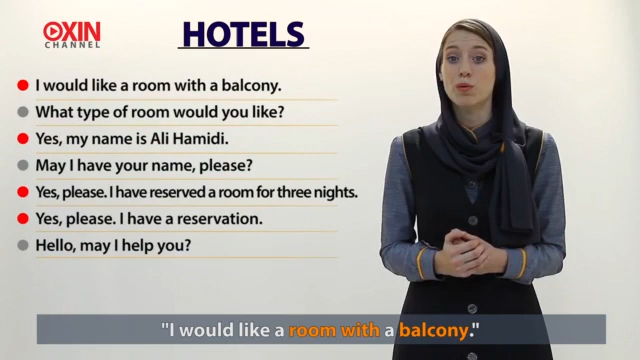 OXIN
CHANNEL
HOTELS
I would like a room with a balcony.
What type of room would you like?
Yes, my name is Ali Hamidi.
May I have your name, please?
Yes, please. I have reserved a room for three nights.
Yes, please. I have a reservation.
Hello, may I help you?
"I would like a room with a balcony."